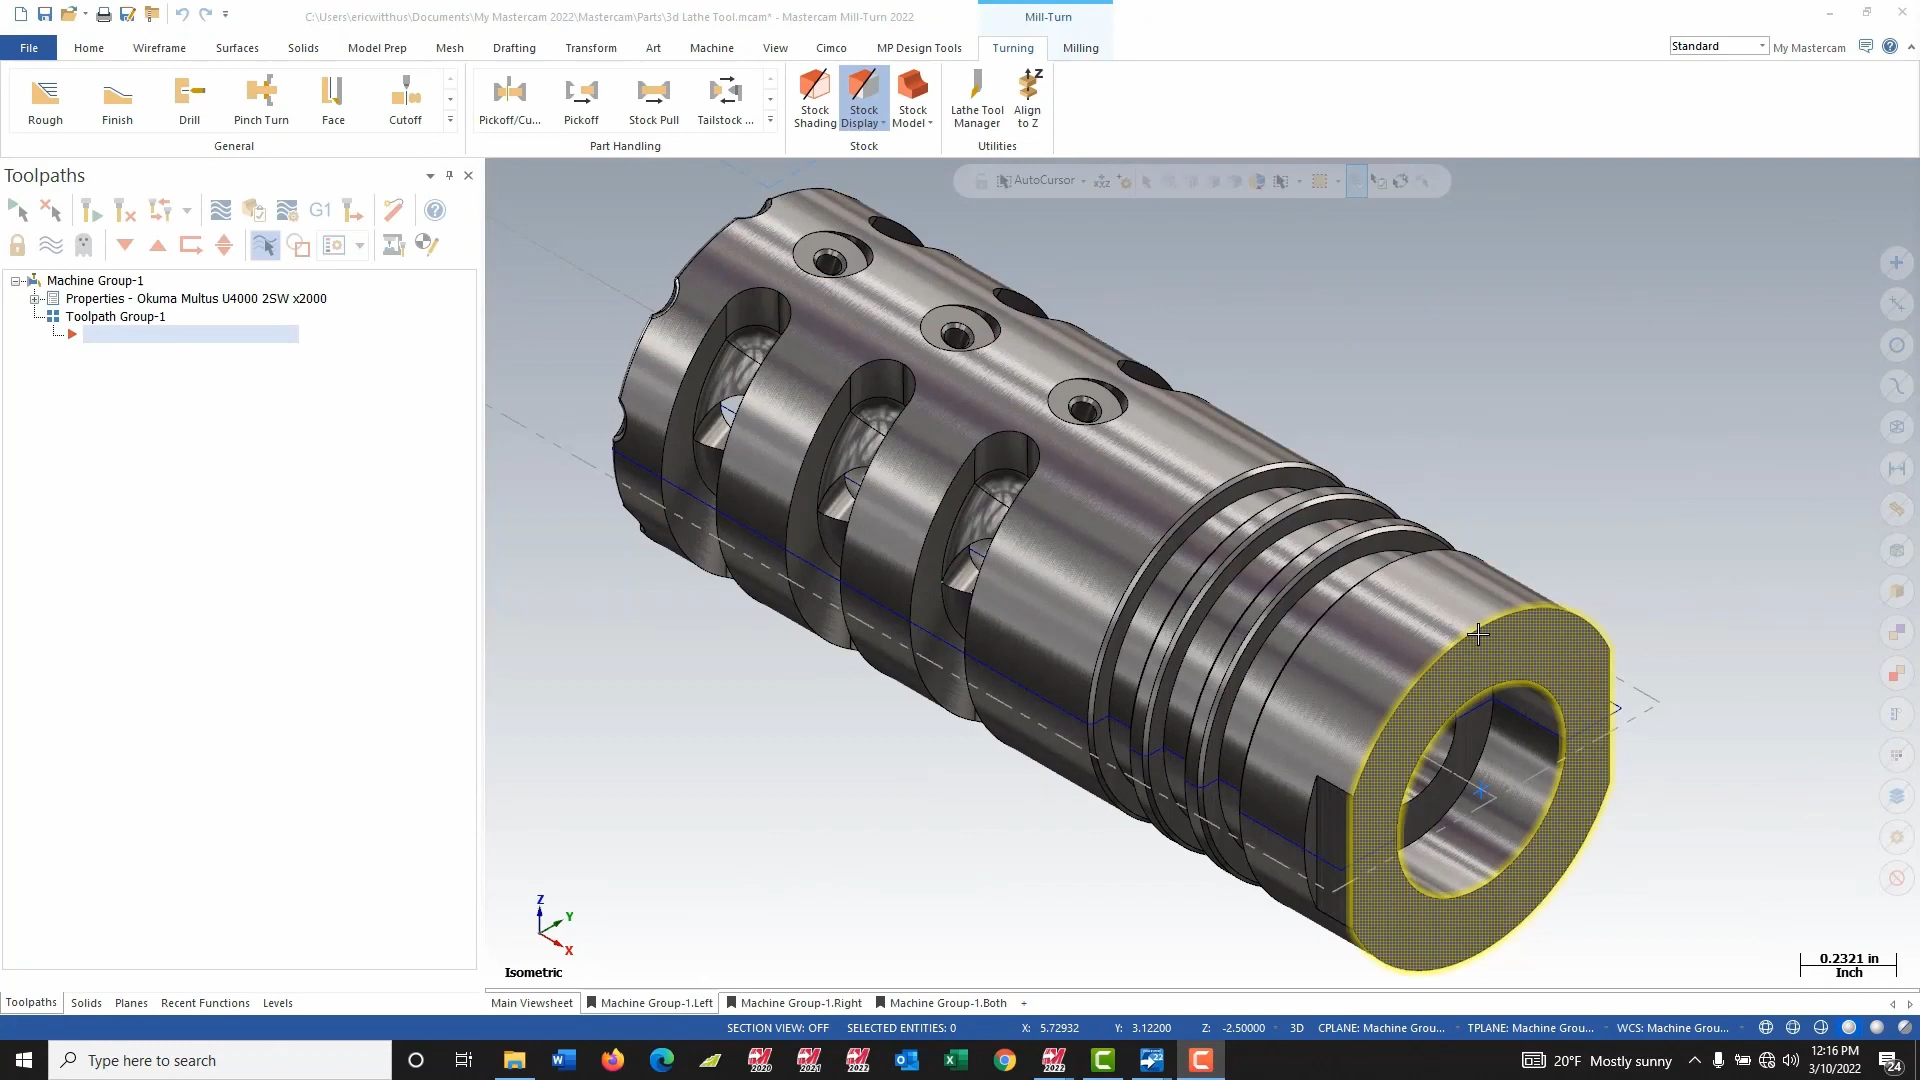 C:\Users\ericwitthus\Documents\My Mastercam 2022\Mastercam\Parts\3d Lathe Tool.mcam* - Mastercam Mill-Turn 2022
Mill-Turn
File Home Wireframe Surfaces Solids Model Prep Mesh Drafting Transform Art Machine View Cimco MP Design Tools Turning Milling
Standard
My Mastercam
Rough Finish Drill Pinch Turn Face Cutoff
General
Pickoff/Cu... Pickoff Stock Pull Tailstock ...
Part Handling
Stock Shading
Stock Display
Stock Model
Stock
Lathe Tool Manager
Align to Z
Utilities
Toolpaths
AutoCursor
G1
Machine Group-1
Properties - Okuma Multus U4000 2SW x2000
Toolpath Group-1
Z
Y
X
Isometric
0.2321 in
Inch
Toolpaths Solids Planes Recent Functions Levels
Main Viewsheet Machine Group-1.Left Machine Group-1.Right Machine Group-1.Both +
SECTION VIEW: OFF SELECTED ENTITIES: 0 X: 5.72932 Y: 3.12200 Z: -2.50000 3D CPLANE: Machine Grou... TPLANE: Machine Grou... WCS: Machine Grou...
Type here to search
2020 2021 2022 2022 22
20°F Mostly sunny
12:16 PM
3/10/2022
24